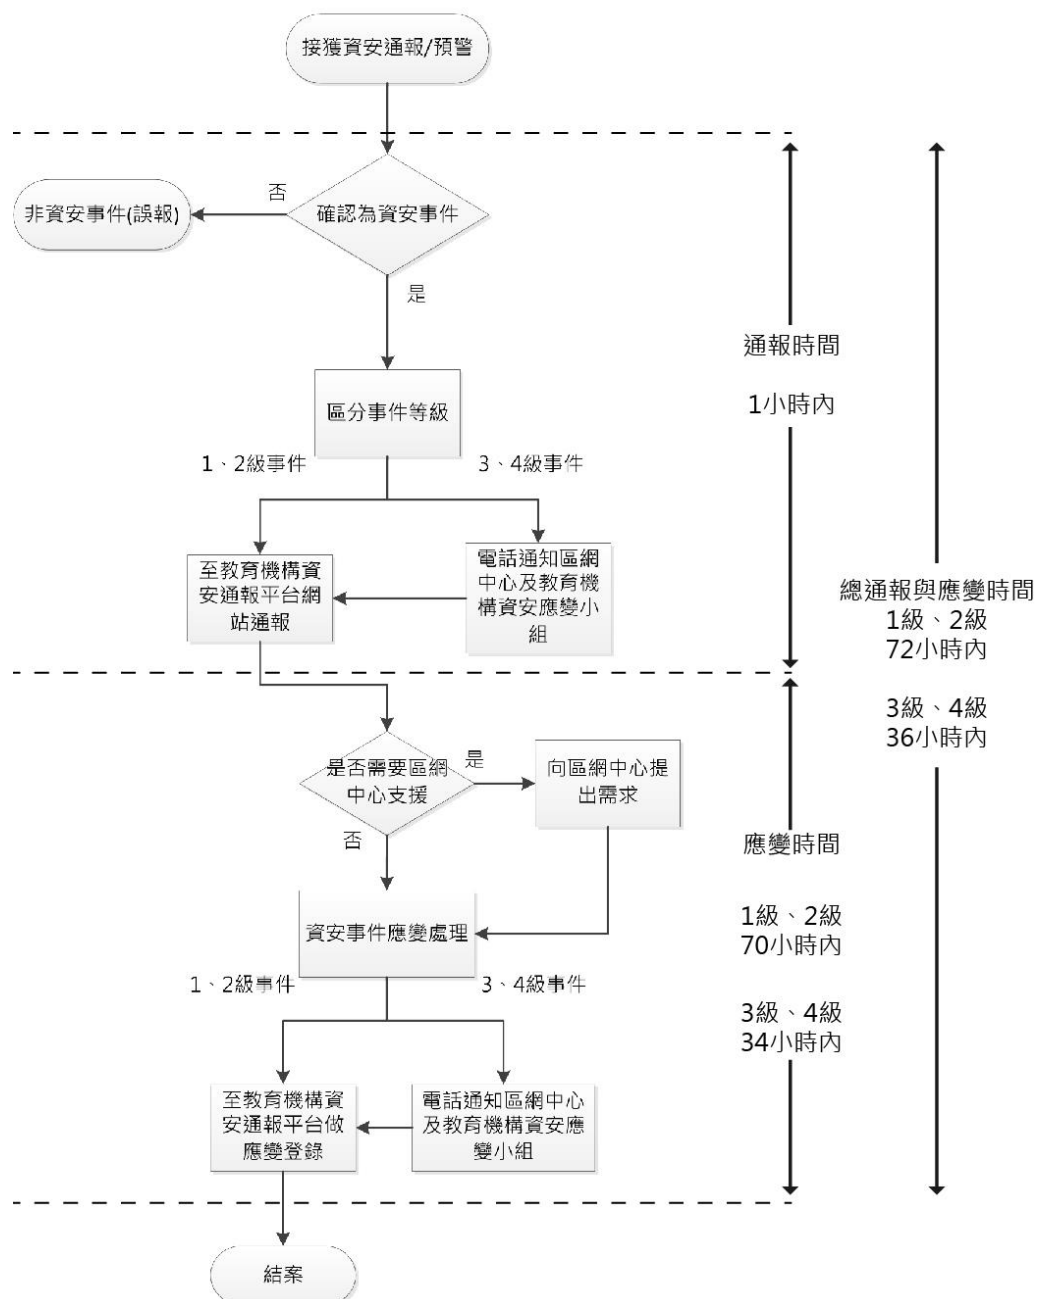 接獲資安通報/預警
否
非資安事件(誤報)
確認為資安事件
是
通報時間
1小時內
區分事件等級
1、2級事件
3、4級事件
至教育機構資
安通報平台網
站通報
電話通知區網
中心及教育機
構資安應變小
組
總通報與應變時間
1級、2級
72小時內
3級、4級
36小時內
是否需要區網
中心支援
是
向區網中心提
出需求
否
應變時間
1級、2級
70小時內
3級、4級
34小時內
資安事件應變處理
1、2級事件
3、4級事件
至教育機構資
安通報平台做
應變登錄
電話通知區網中心
及教育機構資安應
變小組
結案